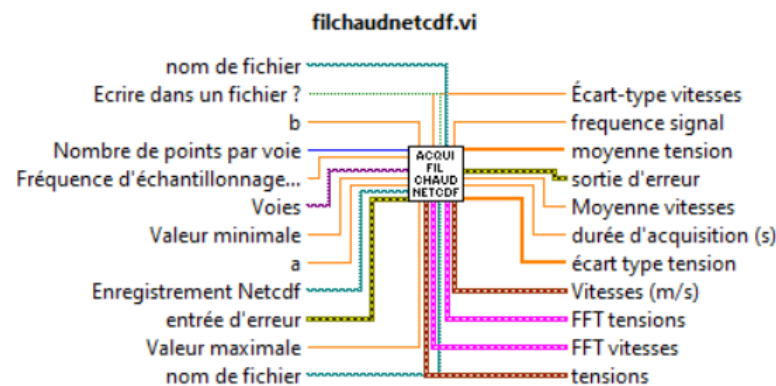 filchaudnetcdf.vi
nom de fichier
Ecrire dans un fichier ?
b
Nombre de points par voie
Fréquence d'échantillonnage...
Voies
Valeur minimale
a
Enregistrement Netcdf
entrée d'erreur
Valeur maximale
nom de fichier
ACQUI
FIL
CHAUD
NETCDF
Écart-type vitesses
frequence signal
moyenne tension
sortie d'erreur
Moyenne vitesses
durée d'acquisition (s)
écart type tension
Vitesses (m/s)
FFT tensions
FFT vitesses
tensions